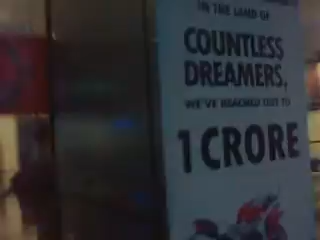 IN THE LAND OF
COUNTLESS
DREAMERS,
WE'VE REACHED OUT TO
1 CRORE